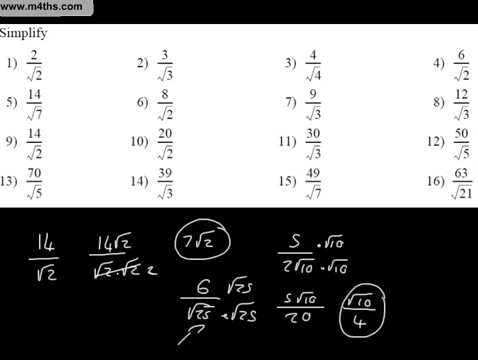 www.m4ths.com
Simplify
1) 2/√2 2) 3/√3 3) 4/√4 4) 6/√2
5) 14/√7 6) 8/√2 7) 9/√3 8) 12/√3
9) 14/√2 10) 20/√2 11) 30/√3 12) 50/√5
13) 70/√5 14) 39/√3 15) 49/√7 16) 63/√21
14/√2 14√2/√2·√2 2 7√2 5·√10/2√10·√10
6 √25/√25·√25 5√10/20 √10/4